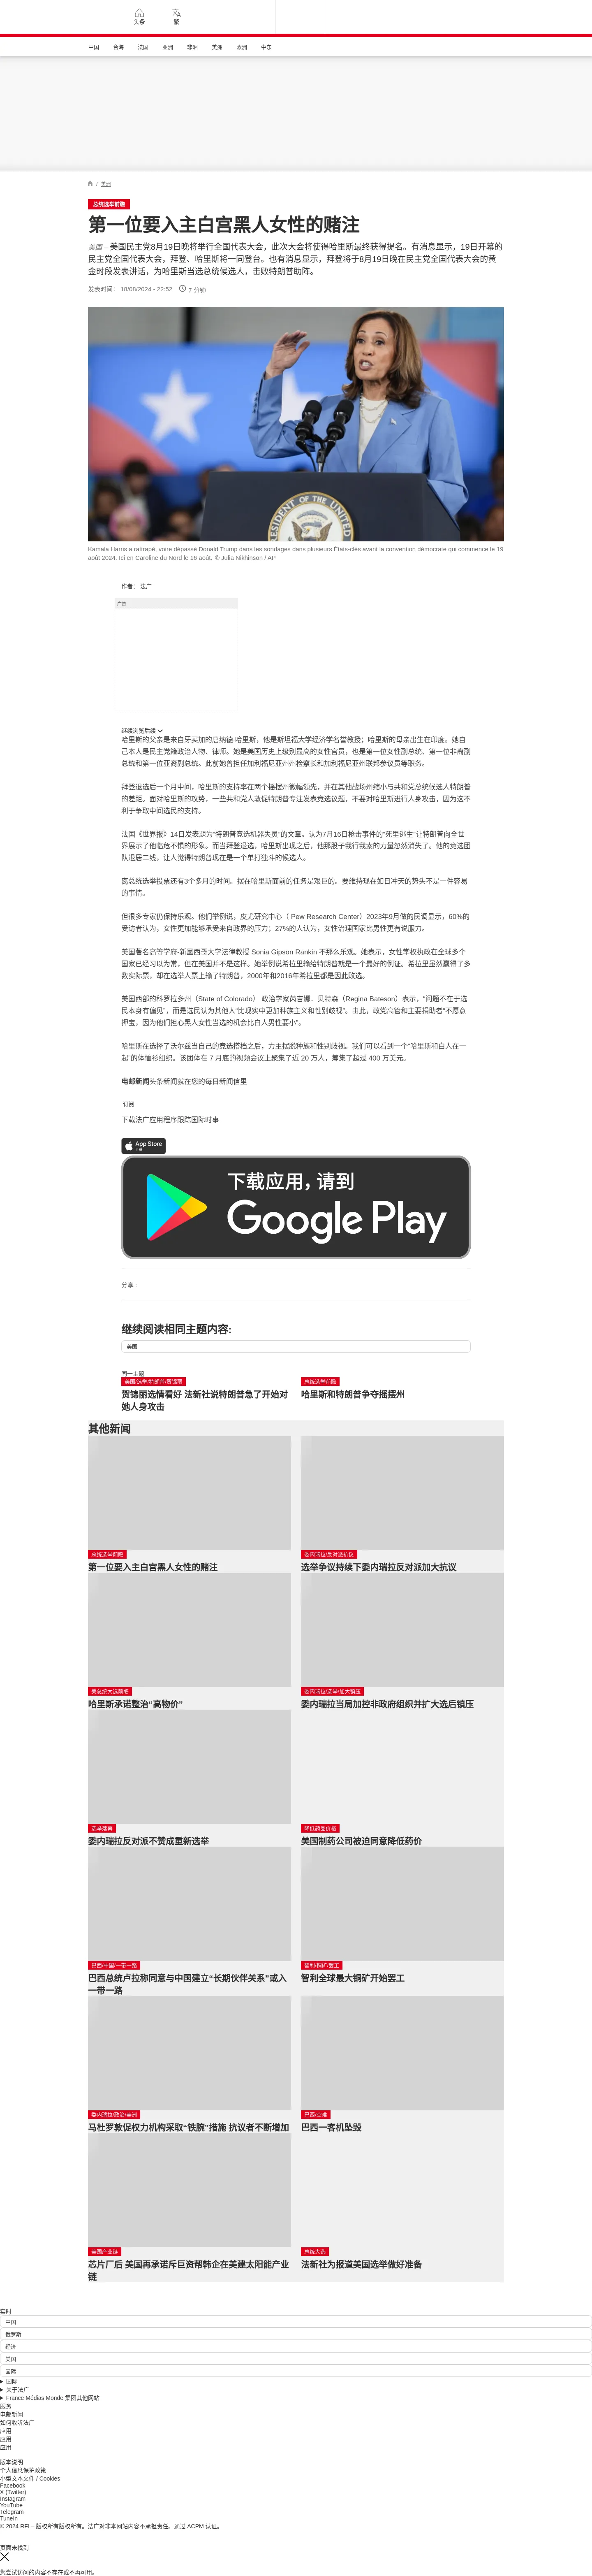 头条
繁
中国
台海
法国
亚洲
非洲
美洲
欧洲
中东
/ 美洲
总统选举前瞻
第一位要入主白宫黑人女性的赌注
美国 – 美国民主党8月19日晚将举行全国代表大会，此次大会将使得哈里斯最终获得提名。有消息显示，19日开幕的
民主党全国代表大会，拜登、哈里斯将一同登台。也有消息显示，拜登将于8月19日晚在民主党全国代表大会的黄
金时段发表讲话，为哈里斯当选总统候选人，击败特朗普助阵。
发表时间： 18/08/2024 - 22:52 7 分钟
Kamala Harris a rattrapé, voire dépassé Donald Trump dans les sondages dans plusieurs États-clés avant la convention démocrate qui commence le 19
août 2024. Ici en Caroline du Nord le 16 août. © Julia Nikhinson / AP
作者： 法广
广告
继续浏览后续
哈里斯的父亲是来自牙买加的唐纳德·哈里斯，他是斯坦福大学经济学名誉教授；哈里斯的母亲出生在印度。她自
己本人是民主党籍政治人物、律师。她是美国历史上级别最高的女性官员，也是第一位女性副总统、第一位非裔副
总统和第一位亚裔副总统。此前她曾担任加利福尼亚州州检察长和加利福尼亚州联邦参议员等职务。
拜登退选后一个月中间，哈里斯的支持率在两个摇摆州微幅领先，并在其他战场州缩小与共和党总统候选人特朗普
的差距。面对哈里斯的攻势，一些共和党人敦促特朗普专注发表竞选议题，不要对哈里斯进行人身攻击，因为这不
利于争取中间选民的支持。
法国《世界报》14日发表题为“特朗普竞选机器失灵”的文章。认为7月16日枪击事件的“死里逃生”让特朗普向全世
界展示了他临危不惧的形象。而当拜登退选，哈里斯出现之后，他那股子我行我素的力量忽然消失了。他的竞选团
队退居二线，让人觉得特朗普现在是一个单打独斗的候选人。
离总统选举投票还有3个多月的时间。摆在哈里斯面前的任务是艰巨的。要维持现在如日冲天的势头不是一件容易
的事情。
但很多专家仍保持乐观。他们举例说，皮尤研究中心（ Pew Research Center）2023年9月做的民调显示，60%的
受访者认为，女性更加能够承受来自政界的压力；27%的人认为，女性治理国家比男性更有说服力。
美国著名高等学府-新墨西哥大学法律教授 Sonia Gipson Rankin 不那么乐观。她表示，女性掌权执政在全球多个
国家已经习以为常，但在美国并不是这样。她举例说希拉里输给特朗普就是一个最好的例证。希拉里虽然赢得了多
数实际票，却在选举人票上输了特朗普，2000年和2016年希拉里都是因此败选。
美国西部的科罗拉多州（State of Colorado） 政治学家芮吉娜．贝特森（Regina Bateson）表示，“问题不在于选
民本身有偏见”，而是选民认为其他人“比现实中更加种族主义和性别歧视”。由此，政党高管和主要捐助者“不愿意
押宝，因为他们担心黑人女性当选的机会比白人男性要小”。
哈里斯在选择了沃尔兹当自己的竞选搭档之后，力主摆脱种族和性别歧视。我们可以看到一个“哈里斯和白人在一
起”的体恤衫组织。该团体在 7 月底的视频会议上聚集了近 20 万人，筹集了超过 400 万美元。
电邮新闻头条新闻就在您的每日新闻信里
订阅
下载法广应用程序跟踪国际时事
App Store
下载
下载应用，请到
Google Play
分享 :
继续阅读相同主题内容:
美国
同一主题
美国/选举/特朗普/贺锦丽
贺锦丽选情看好 法新社说特朗普急了开始对
她人身攻击
总统选举前瞻
哈里斯和特朗普争夺摇摆州
其他新闻
总统选举前瞻
第一位要入主白宫黑人女性的赌注
委内瑞拉/反对派抗议
选举争议持续下委内瑞拉反对派加大抗议
美总统大选前瞻
哈里斯承诺整治“高物价”
委内瑞拉/选举/加大镇压
委内瑞拉当局加控非政府组织并扩大选后镇压
选举落幕
委内瑞拉反对派不赞成重新选举
降低药品价格
美国制药公司被迫同意降低药价
巴西/中国/一带一路
巴西总统卢拉称同意与中国建立“长期伙伴关系”或入
一带一路
智利/铜矿/罢工
智利全球最大铜矿开始罢工
委内瑞拉/政治/美洲
马杜罗敦促权力机构采取“铁腕”措施 抗议者不断增加
巴西/空难
巴西一客机坠毁
美国产业链
芯片厂后 美国再承诺斥巨资帮韩企在美建太阳能产业
链
总统大选
法新社为报道美国选举做好准备
实时
中国
俄罗斯
经济
美国
国际
国际
关于法广
France Médias Monde 集团其他网站
服务
电邮新闻
如何收听法广
应用
应用
应用
版本说明
个人信息保护政策
小型文本文件 / Cookies
Facebook
X (Twitter)
Instagram
YouTube
Telegram
TuneIn
© 2024 RFI – 版权所有版权所有。法广对非本网站内容不承担责任。通过 ACPM 认证。
页面未找到
您尝试访问的内容不存在或不再可用。